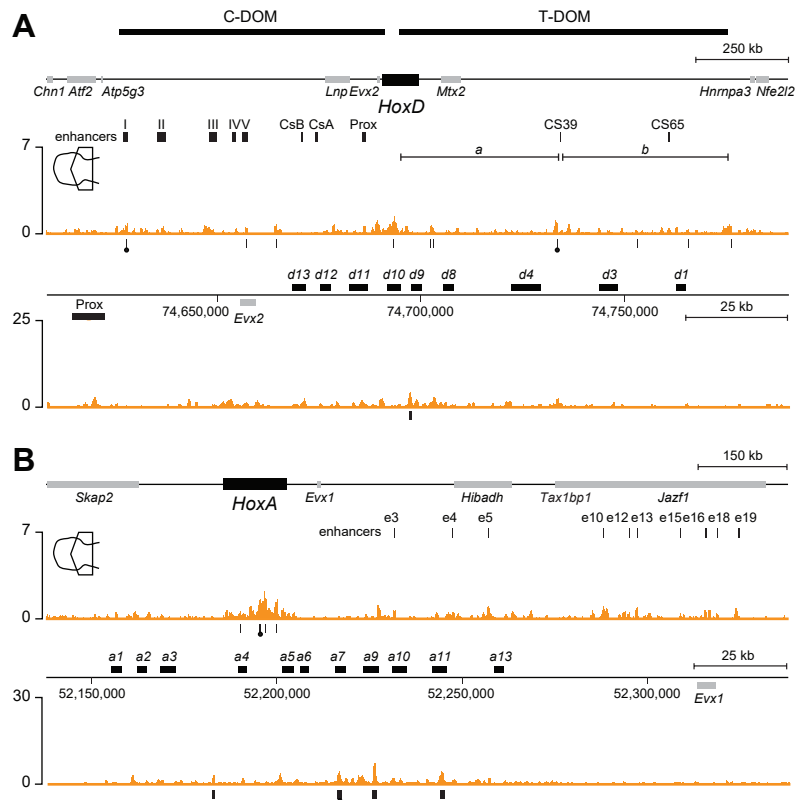 A
C-DOM T-DOM
250 kb
Chn1 Atf2 Atp5g3 Lnp Evx2 Mtx2 Hnrnpa3 Nfe2l2
HoxD
enhancers I II III IV V CsB CsA Prox CS39 CS65
7
a b
0
d13 d12 d11 d10 d9 d8 d4 d3 d1
Prox 74,650,000 Evx2 74,700,000 74,750,000 25 kb
25
0
B
150 kb
Skap2 HoxA Evx1 Hibadh Tax1bp1 Jazf1
enhancers e3 e4 e5 e10 e12 e13 e15 e16 e18 e19
7
0
a1 a2 a3 a4 a5 a6 a7 a9 a10 a11 a13 25 kb
52,150,000 52,200,000 52,250,000 52,300,000 Evx1
30
0